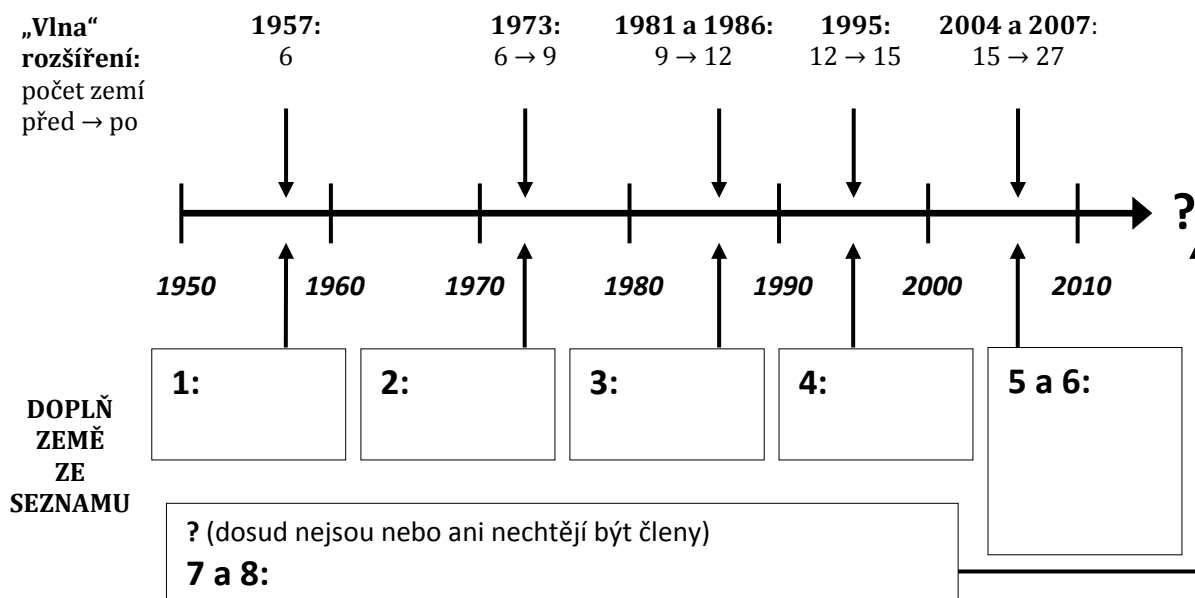 „Vlna“
rozšíření:
počet zemí
před → po
1957:
6
1973:
6 → 9
1981 a 1986:
9 → 12
1995:
12 → 15
2004 a 2007:
15 → 27
?
1950
1960
1970
1980
1990
2000
2010
DOPLŇ
ZEMĚ
ZE
SEZNAMU
1:
2:
3:
4:
5 a 6:
? (dosud nejsou nebo ani nechtějí být členy)
7 a 8: